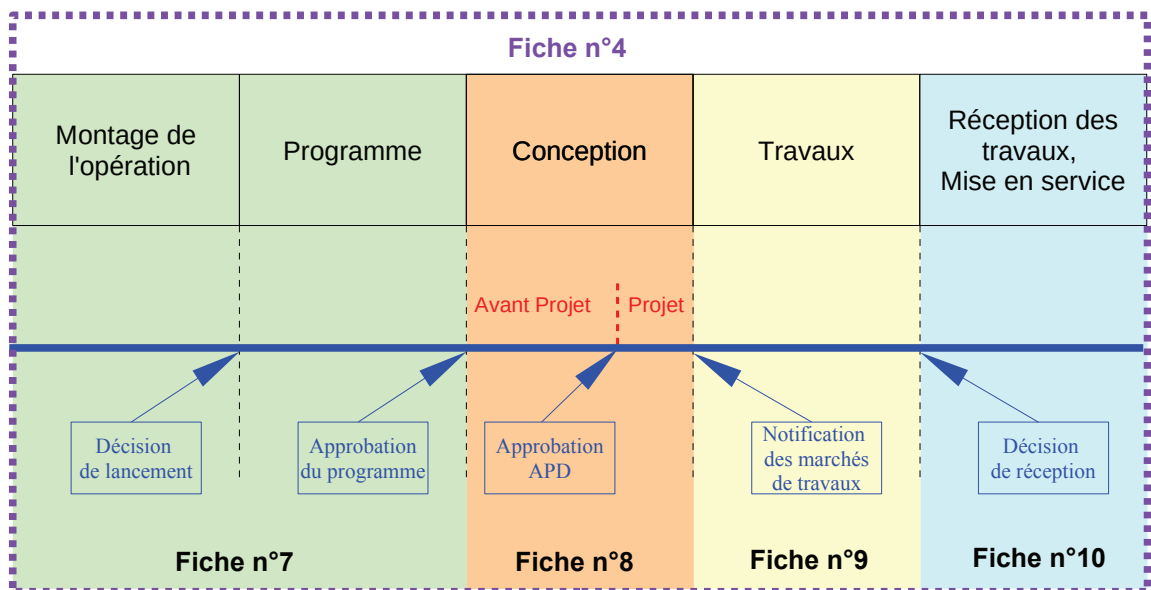 Fiche n°4
Montage de
l'opération
Programme
Conception
Travaux
Réception des
travaux,
Mise en service
Avant Projet
Projet
Décision
de lancement
Approbation
du programme
Approbation
APD
Notification
des marchés
de travaux
Décision
de réception
Fiche n°7
Fiche n°8
Fiche n°9
Fiche n°10